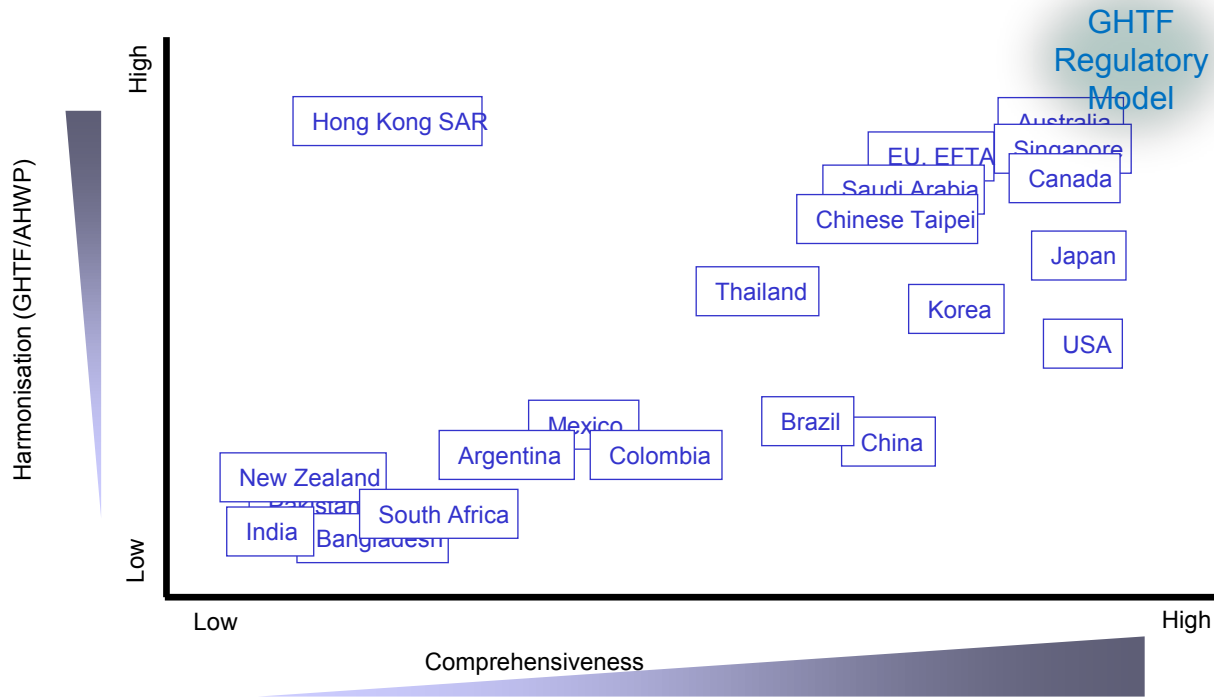 GHTF
Regulatory
Model
High
Harmonisation (GHTF/AHWP)
Low
Hong Kong SAR
Australia
Singapore
EU, EFTA
Canada
Saudi Arabia
Chinese Taipei
Japan
Thailand
Korea
USA
Mexico
Brazil
China
Argentina
Colombia
New Zealand
Pakistan
South Africa
India
Bangladesh
Low
High
Comprehensiveness